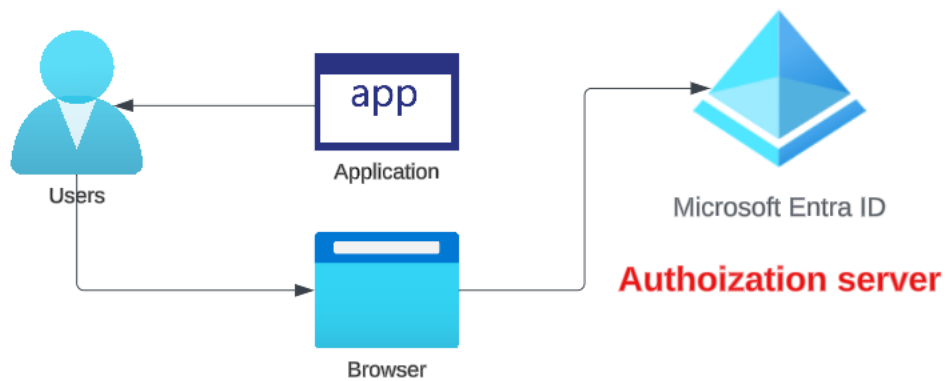 app
Application
Users
Microsoft Entra ID
Authoization server
Browser